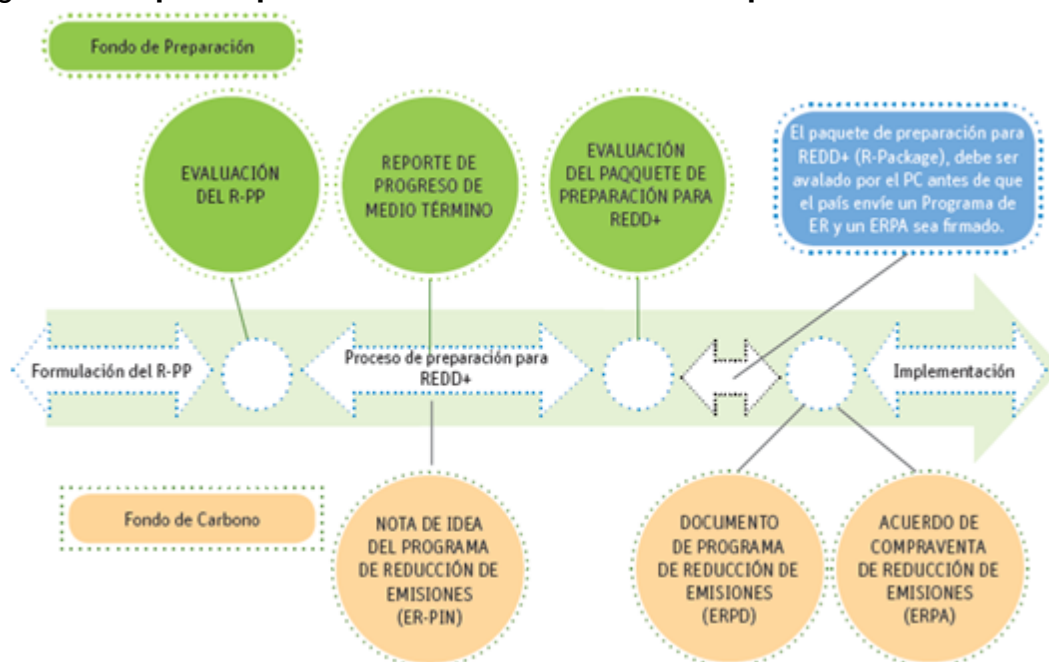 Fondo de Preparación
EVALUACIÓN
DEL R-PP
REPORTE DE
PROGRESO DE
MEDIO TÉRMINO
EVALUACIÓN
DEL PAQQUETE DE
PREPARACIÓN PARA
REDD+
El paquete de preparación para
REDD+ (R-Package), debe ser
avalado por el PC antes de que
el país envíe un Programa de
ER y un ERPA sea firmado.
Formulación del R-PP
Proceso de preparación para
REDD+
Implementación
Fondo de Carbono
NOTA DE IDEA
DEL PROGRAMA
DE REDUCCIÓN DE
EMISIONES
(ER-PIN)
DOCUMENTO
DE PROGRAMA
DE REDUCCIÓN DE
EMISIONES
(ERPD)
ACUERDO DE
COMPRAVENTA
DE REDUCCIÓN DE
EMISIONES
(ERPA)